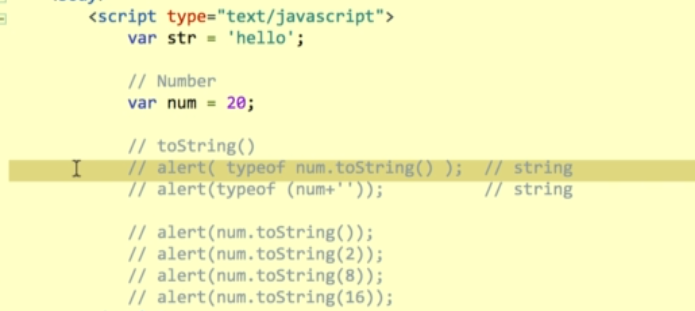 <script type="text/javascript">
var str = 'hello';
// Number
var num = 20;
// toString()
// alert( typeof num.toString() );  // string
// alert(typeof (num+''));          // string
// alert(num.toString());
// alert(num.toString(2));
// alert(num.toString(8));
// alert(num.toString(16));